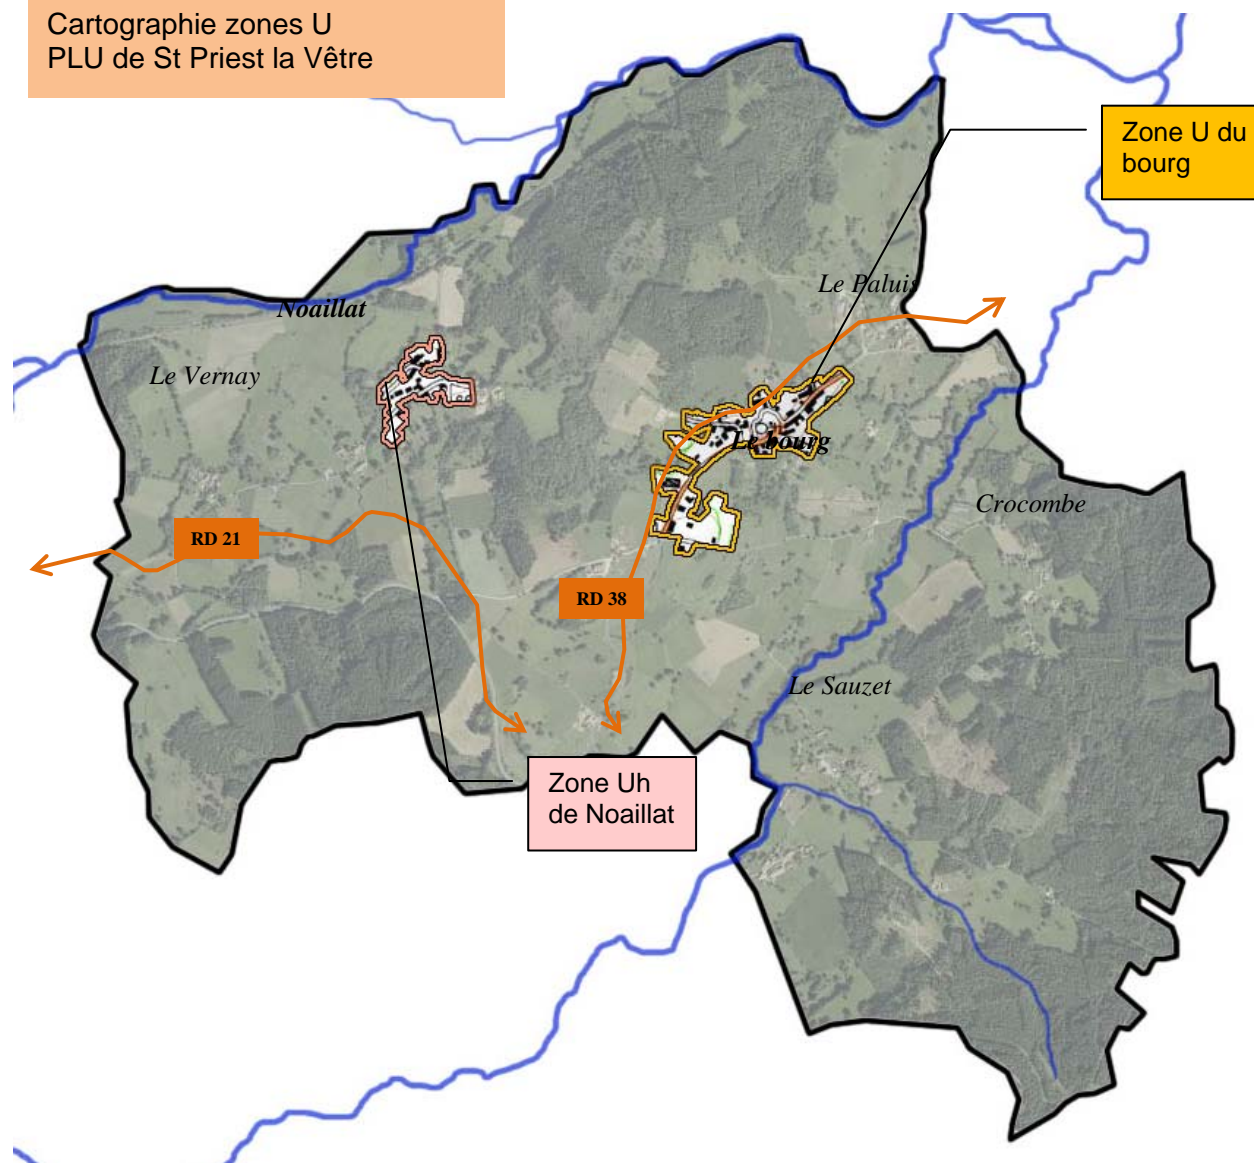 Cartographie zones U
PLU de St Priest la Vêtre
Zone U du
bourg
Le Paluis
Noaillat
Le Vernay
Le bourg
Crocombe
RD 21
RD 38
Le Sauzet
Zone Uh
de Noaillat